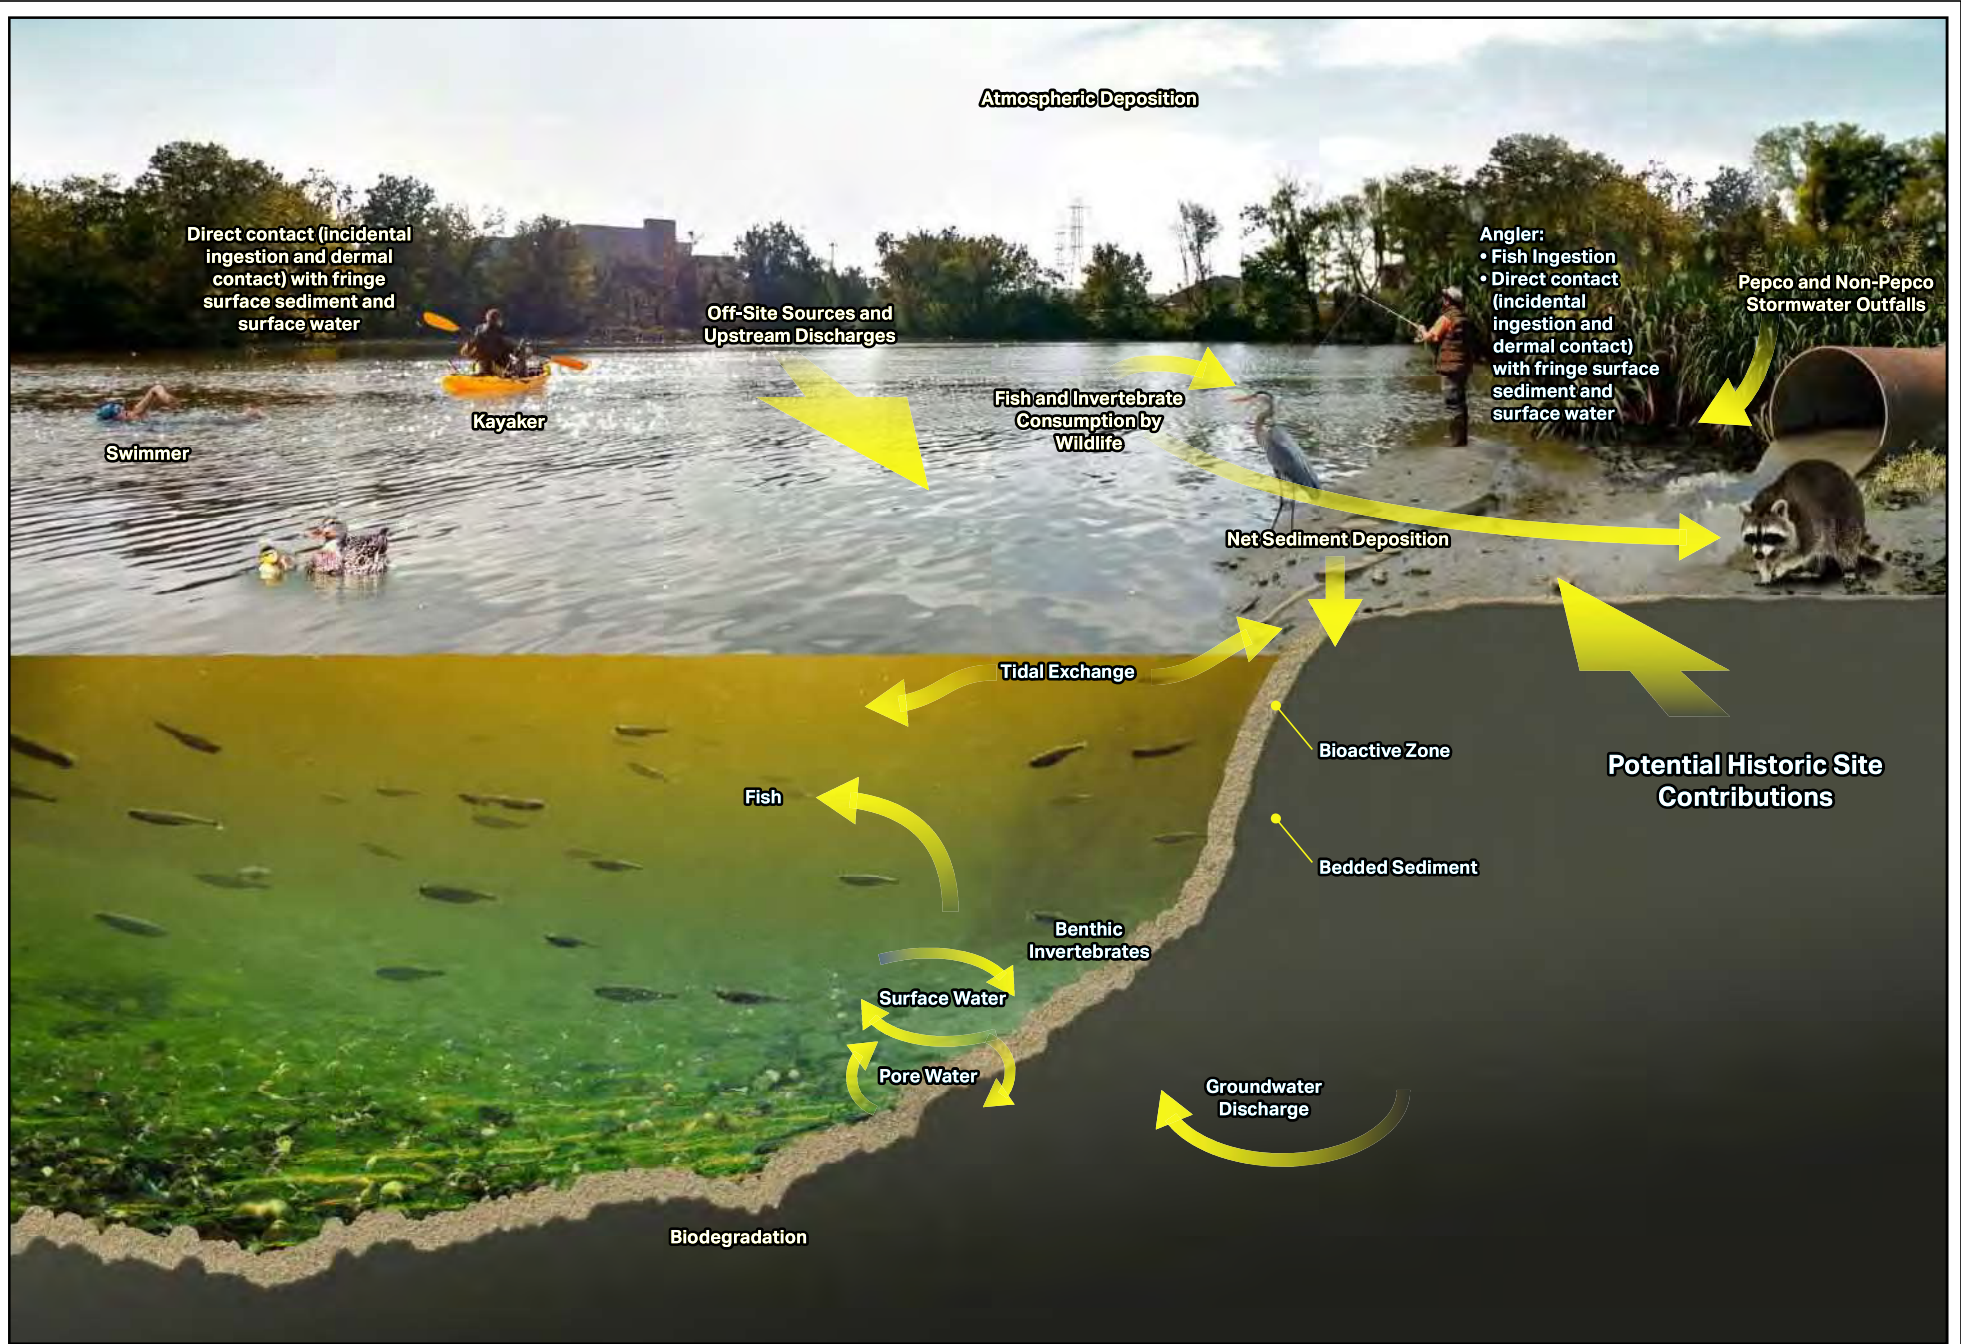 Atmospheric Deposition
Direct contact (incidental
ingestion and dermal
contact) with fringe
surface sediment and
surface water
Angler:
• Fish Ingestion
• Direct contact
(incidental
ingestion and
dermal contact)
with fringe surface
sediment and
surface water
Pepco and Non-Pepco
Stormwater Outfalls
Off-Site Sources and
Upstream Discharges
Fish and Invertebrate
Consumption by
Wildlife
Kayaker
Swimmer
Net Sediment Deposition
Tidal Exchange
Bioactive Zone
Potential Historic Site
Contributions
Fish
Bedded Sediment
Benthic
Invertebrates
Surface Water
Pore Water
Groundwater
Discharge
Biodegradation